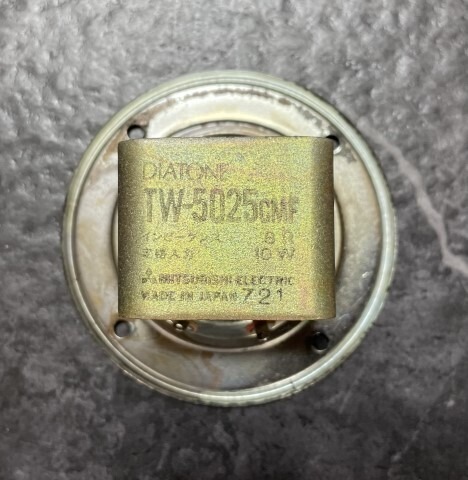 DIATONE
TW-5025CMF
インピーダンス 8Ω
定格入力 10W
MITSUBISHI ELECTRIC
MADE IN JAPAN 721